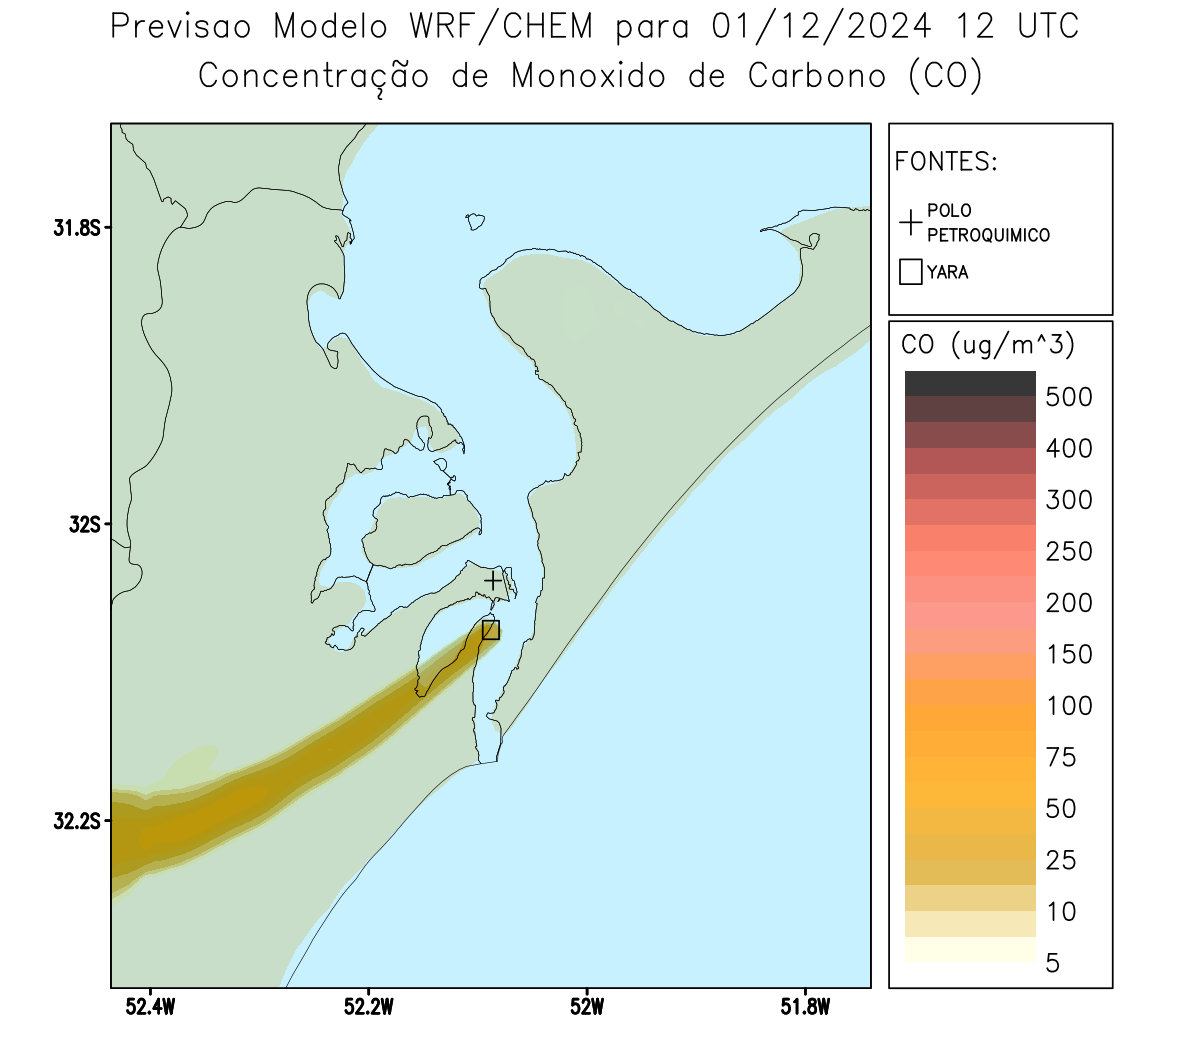 Previsao Modelo WRF/CHEM para 01/12/2024 12 UTC
Concentração de Monoxido de Carbono (CO)
FONTES:
POLO
PETROQUIMICO
YARA
CO (ug/m^3)
500
400
300
250
200
150
100
75
50
25
10
5
31.8S
32S
32.2S
52.4W
52.2W
52W
51.8W